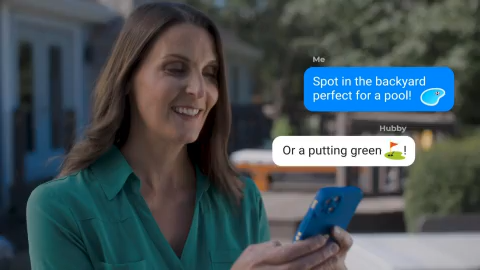 Me
Spot in the backyard
perfect for a pool!
Hubby
Or a putting green ⛳!